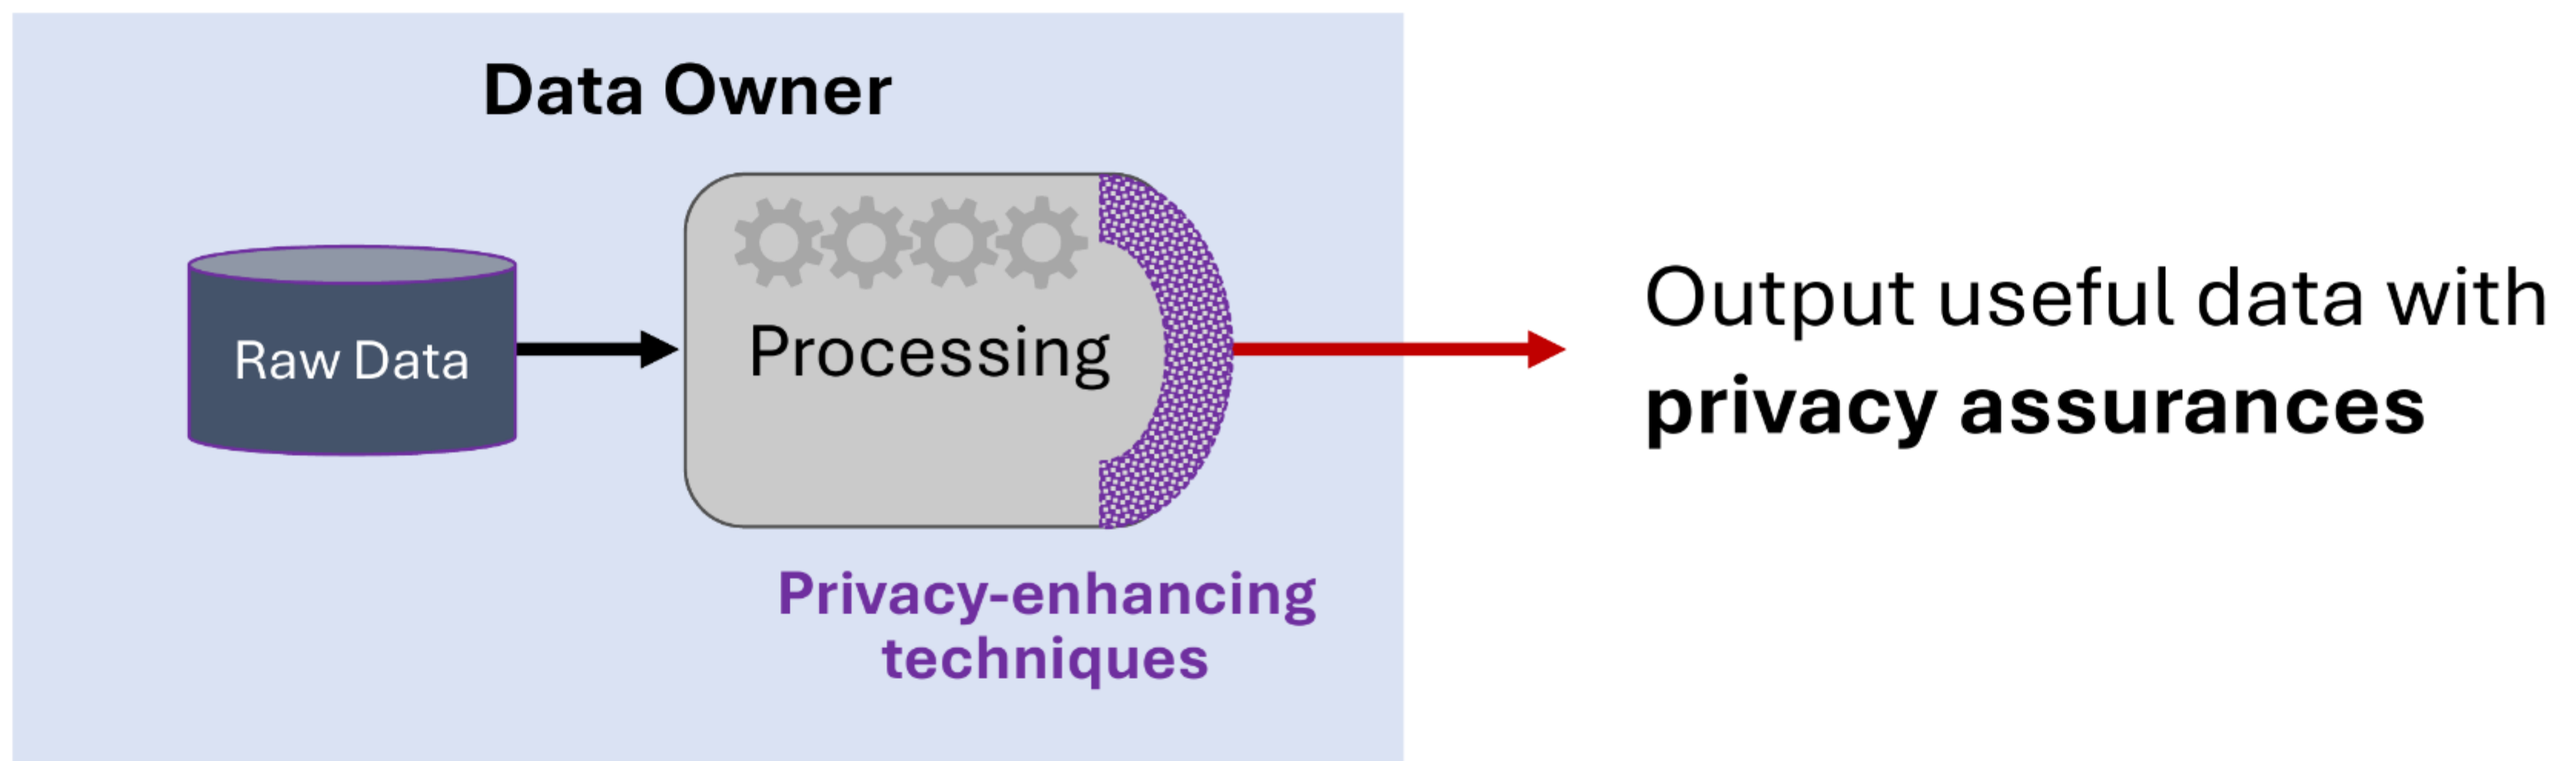 Data Owner
Raw Data
Processing
Privacy-enhancing
techniques
Output useful data with
privacy assurances